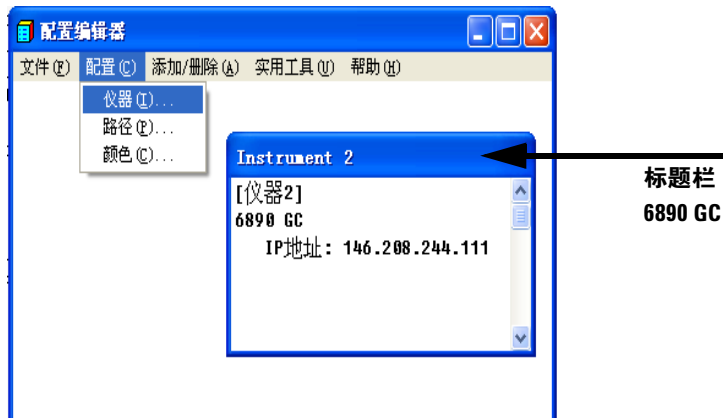 配置编辑器
文件(F) 配置(C) 添加/删除(A) 实用工具(U) 帮助(H)
仪器(I)...
路径(P)...
颜色(C)...
Instrument 2
[仪器2]
6890 GC
IP地址: 146.208.244.111
标题栏
6890 GC